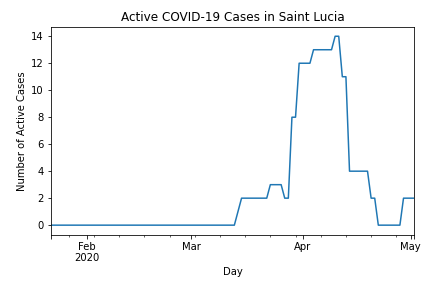 Active COVID-19 Cases in Saint Lucia
Number of Active Cases
14
12
10
8
6
4
2
0
Feb
2020
Mar
Apr
May
Day